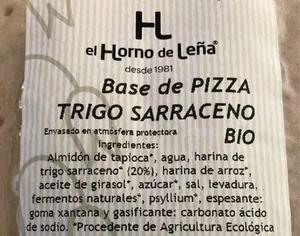 HL
el Horno de Leña®
desde 1981
Base de PIZZA
TRIGO SARRACENO
BIO
Envasado en atmósfera protectora
Ingredientes:
Almidón de tapioca*, agua, harina de
trigo sarraceno* (20%), harina de arroz*,
aceite de girasol*, azúcar*, sal, levadura,
fermentos naturales*, psyllium*, espesante:
goma xantana y gasificante: carbonato ácido
de sodio. *Procedente de Agricultura Ecológica